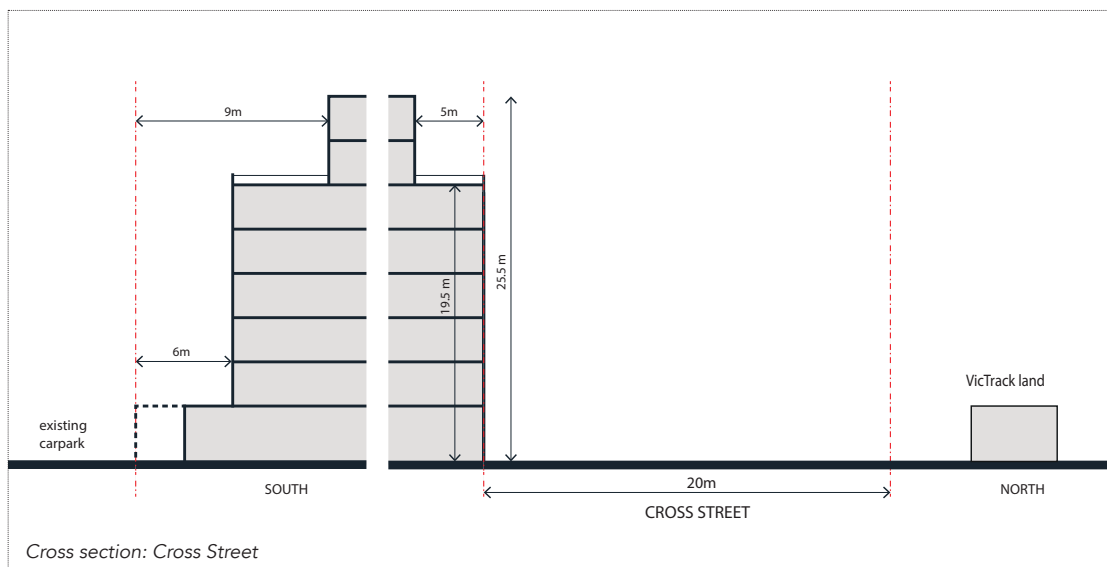 9m
5m
25.5 m
19.5 m
6m
VicTrack land
existing
carpark
SOUTH
20m
NORTH
CROSS STREET
Cross section: Cross Street